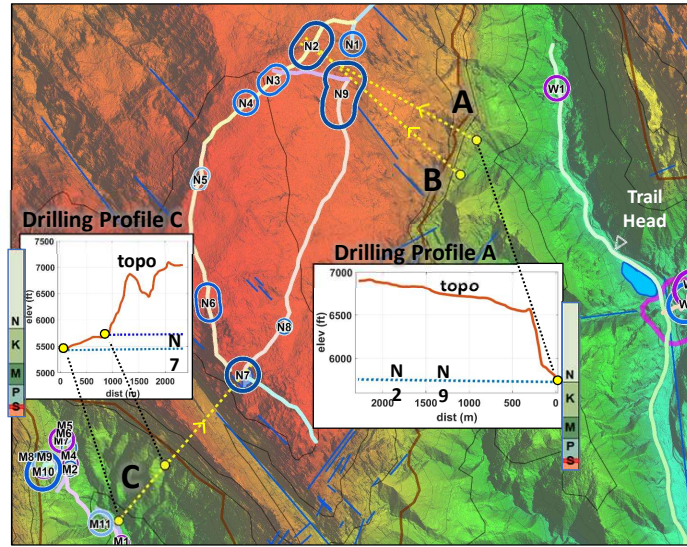 N2
N1
N3
N9
N4
A
W1
B
N5
Trail
Head
Drilling Profile C
Drilling Profile A
7500
7000
6500
6000
5500
5000
elev (ft)
topo
N
7
0
500
1000
1500
2000
dist (m)
N
K
M
P
S
7000
6000
elev (ft)
topo
N
2
N
9
2000
1500
1000
500
0
dist (m)
N
K
M
P
S
N6
N8
N7
W
W
M5
M6
M7
M8
M9
M4
M10
M2
C
M11
M1